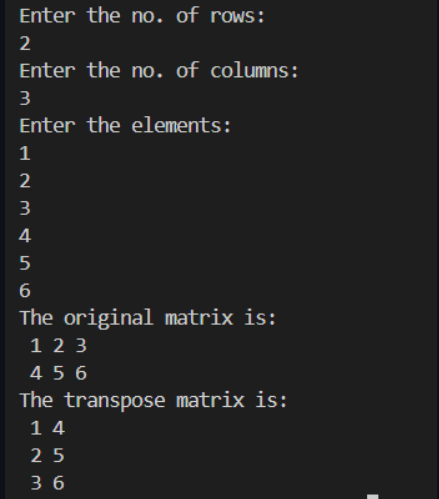 Enter the no. of rows:
2
Enter the no. of columns:
3
Enter the elements:
1
2
3
4
5
6
The original matrix is:
 1 2 3
 4 5 6
The transpose matrix is:
 1 4
 2 5
 3 6